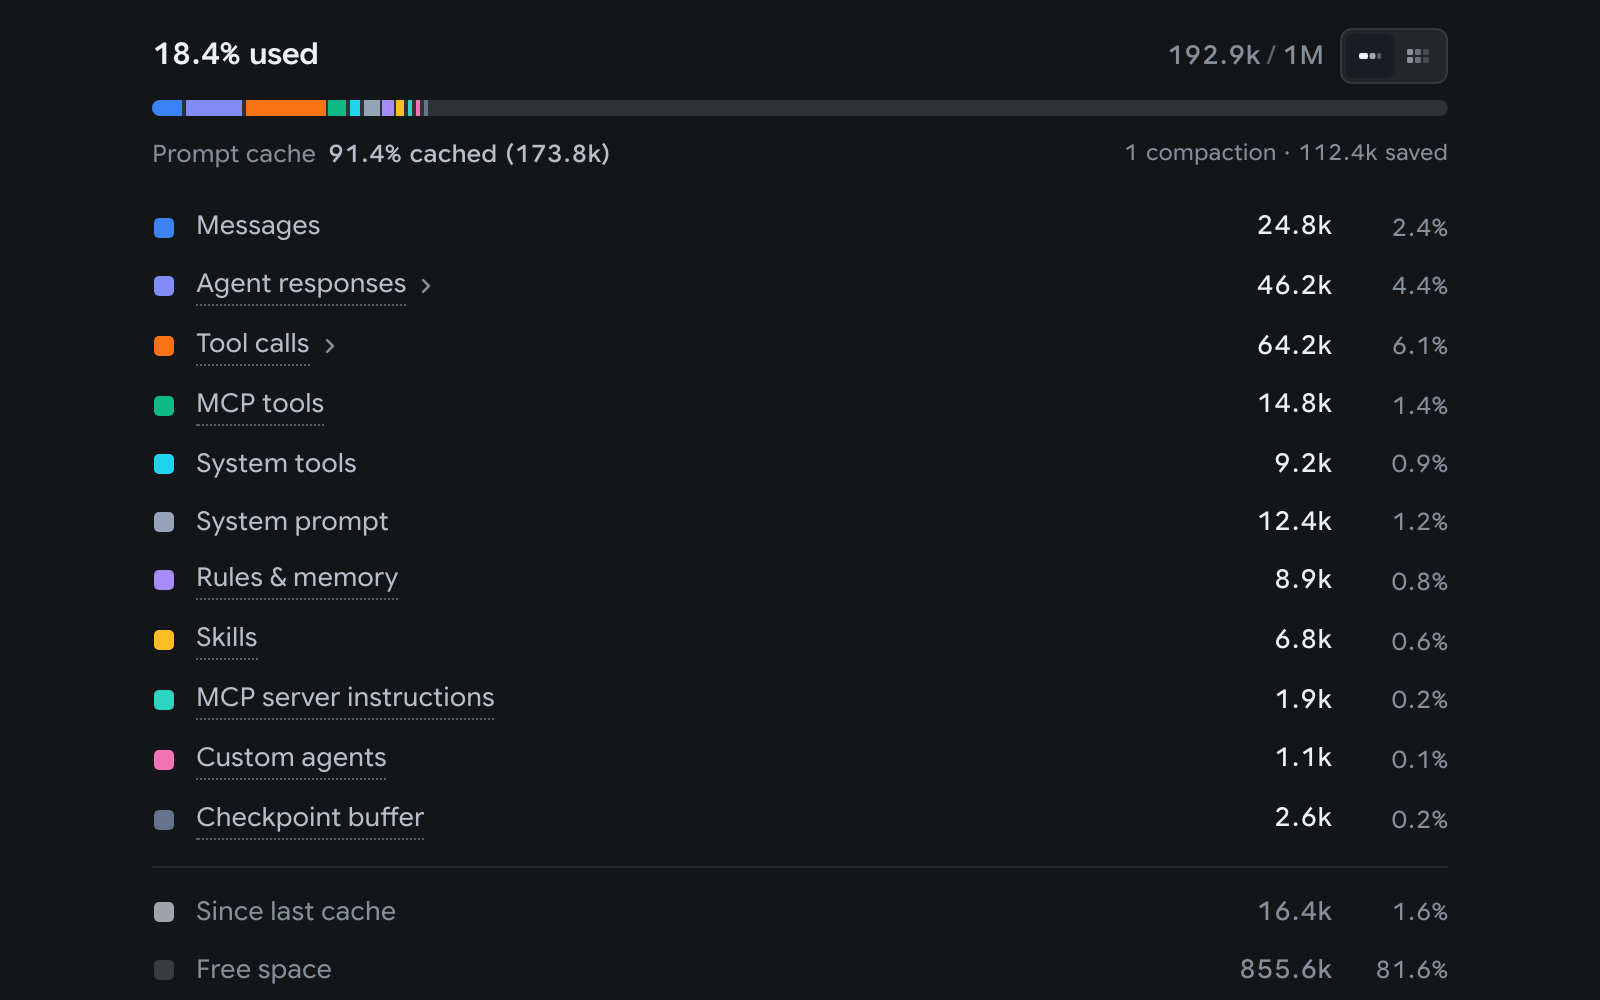 18.4% used 192.9k / 1M
Prompt cache 91.4% cached (173.8k) 1 compaction · 112.4k saved
Messages 24.8k 2.4%
Agent responses 46.2k 4.4%
Tool calls 64.2k 6.1%
MCP tools 14.8k 1.4%
System tools 9.2k 0.9%
System prompt 12.4k 1.2%
Rules & memory 8.9k 0.8%
Skills 6.8k 0.6%
MCP server instructions 1.9k 0.2%
Custom agents 1.1k 0.1%
Checkpoint buffer 2.6k 0.2%
Since last cache 16.4k 1.6%
Free space 855.6k 81.6%